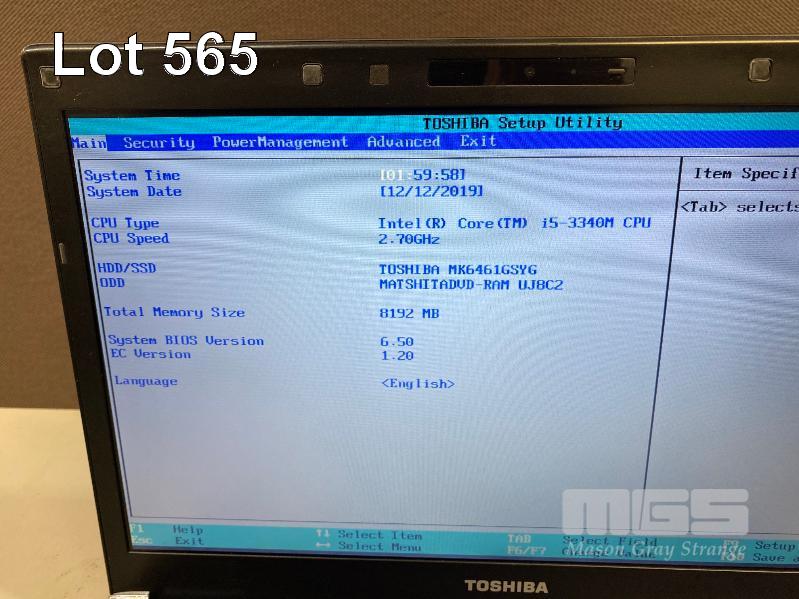 Lot 565
TOSHIBA Setup Utility
Main Security PowerManagement Advanced Exit
System Time [01:59:58]
System Date [12/12/2019]
CPU Type Intel(R) Core(TM) i5-3340M CPU
CPU Speed 2.70GHz
HDD/SSD TOSHIBA MK6461GSYG
ODD MATSHITADVD-RAM UJ8C2
Total Memory Size 8192 MB
System BIOS Version 6.50
EC Version 1.20
Language <English>
Item Specif
<Tab> selects
F1 Help ↑↓ Select Item TAB Select Field F9 Setup
Esc Exit ←→ Select Menu F6/F7 Save a
MGS
Mason Gray Strange
TOSHIBA